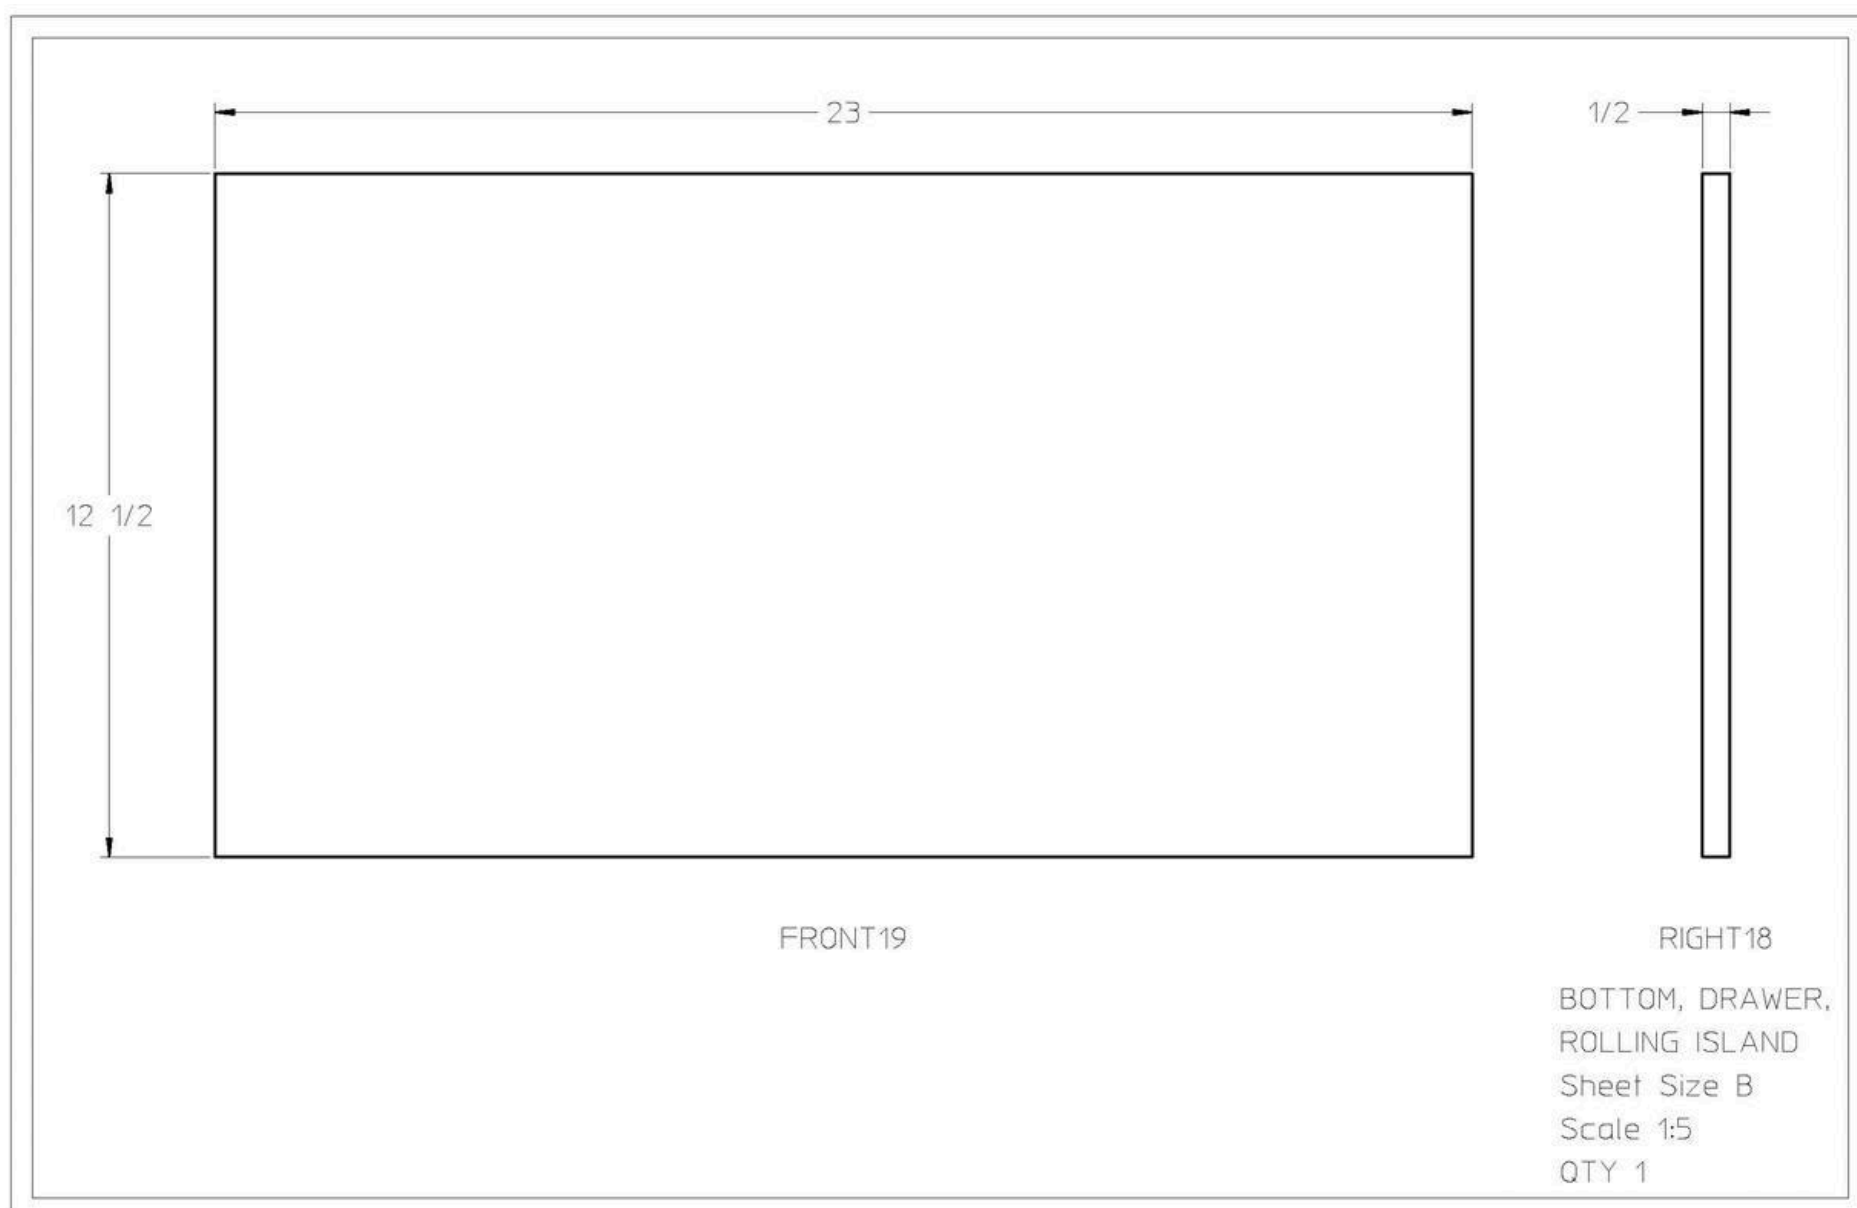 23
1/2
12 1/2
FRONT19
RIGHT18
BOTTOM, DRAWER,
ROLLING ISLAND
Sheet Size B
Scale 1:5
QTY 1